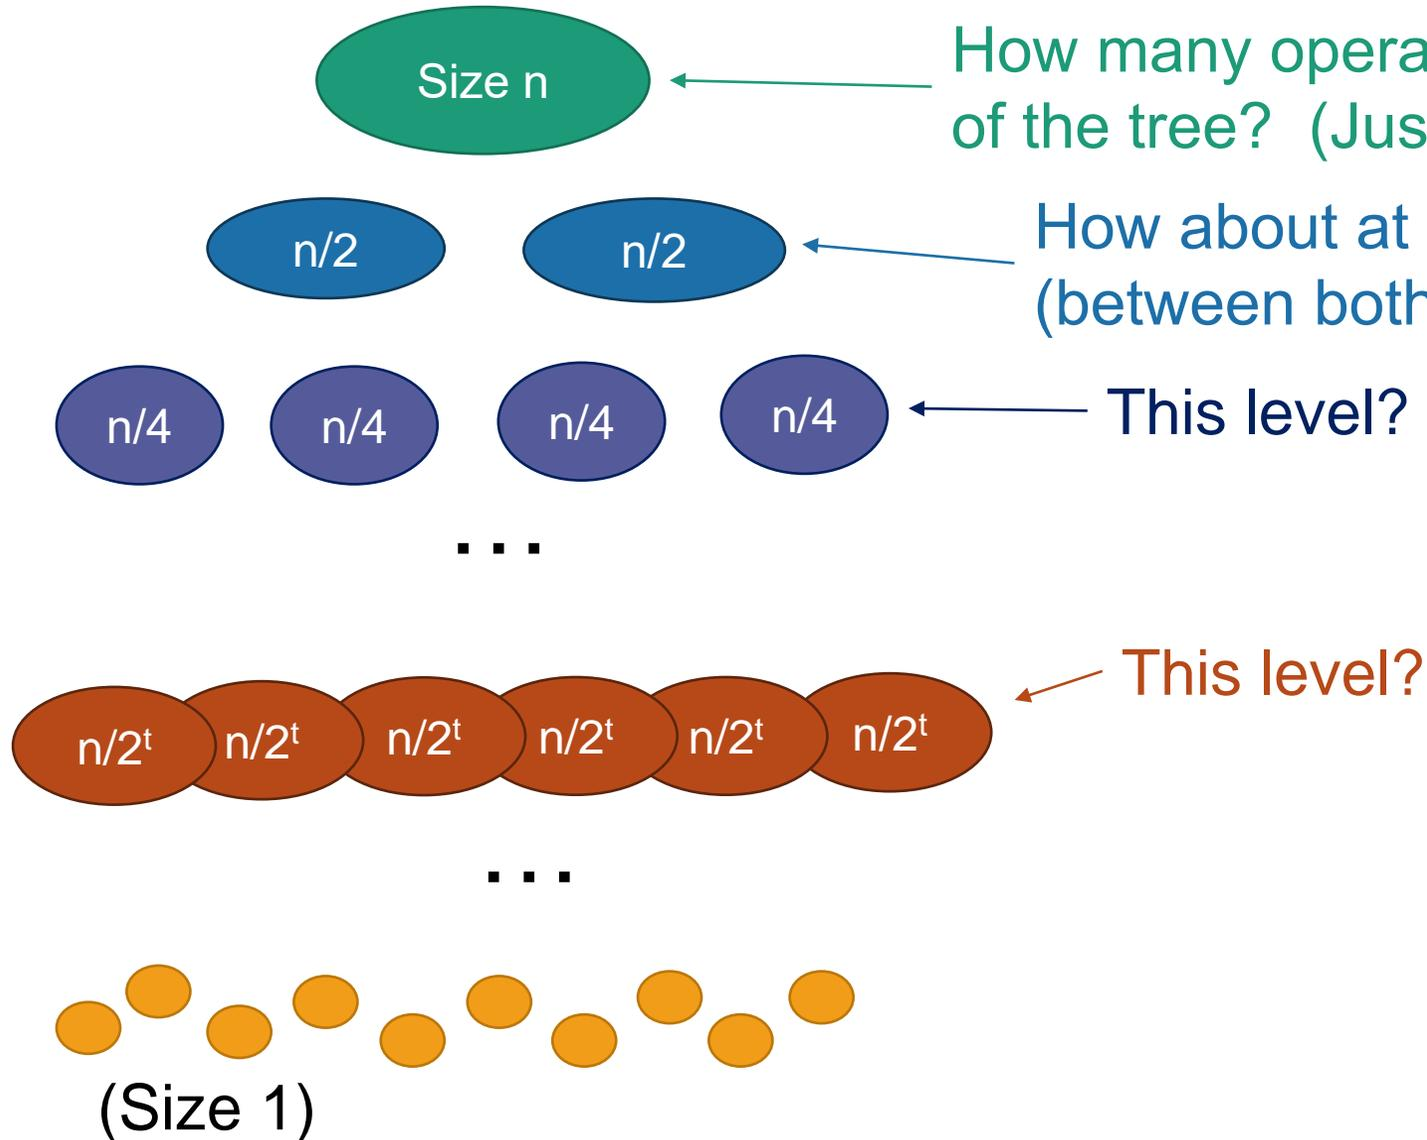 Size n
How many opera
of the tree? (Jus
n/2 n/2
How about at
(between both
n/4 n/4 n/4 n/4
This level?
...
This level?
n/2ᵗ n/2ᵗ n/2ᵗ n/2ᵗ n/2ᵗ n/2ᵗ
...
(Size 1)